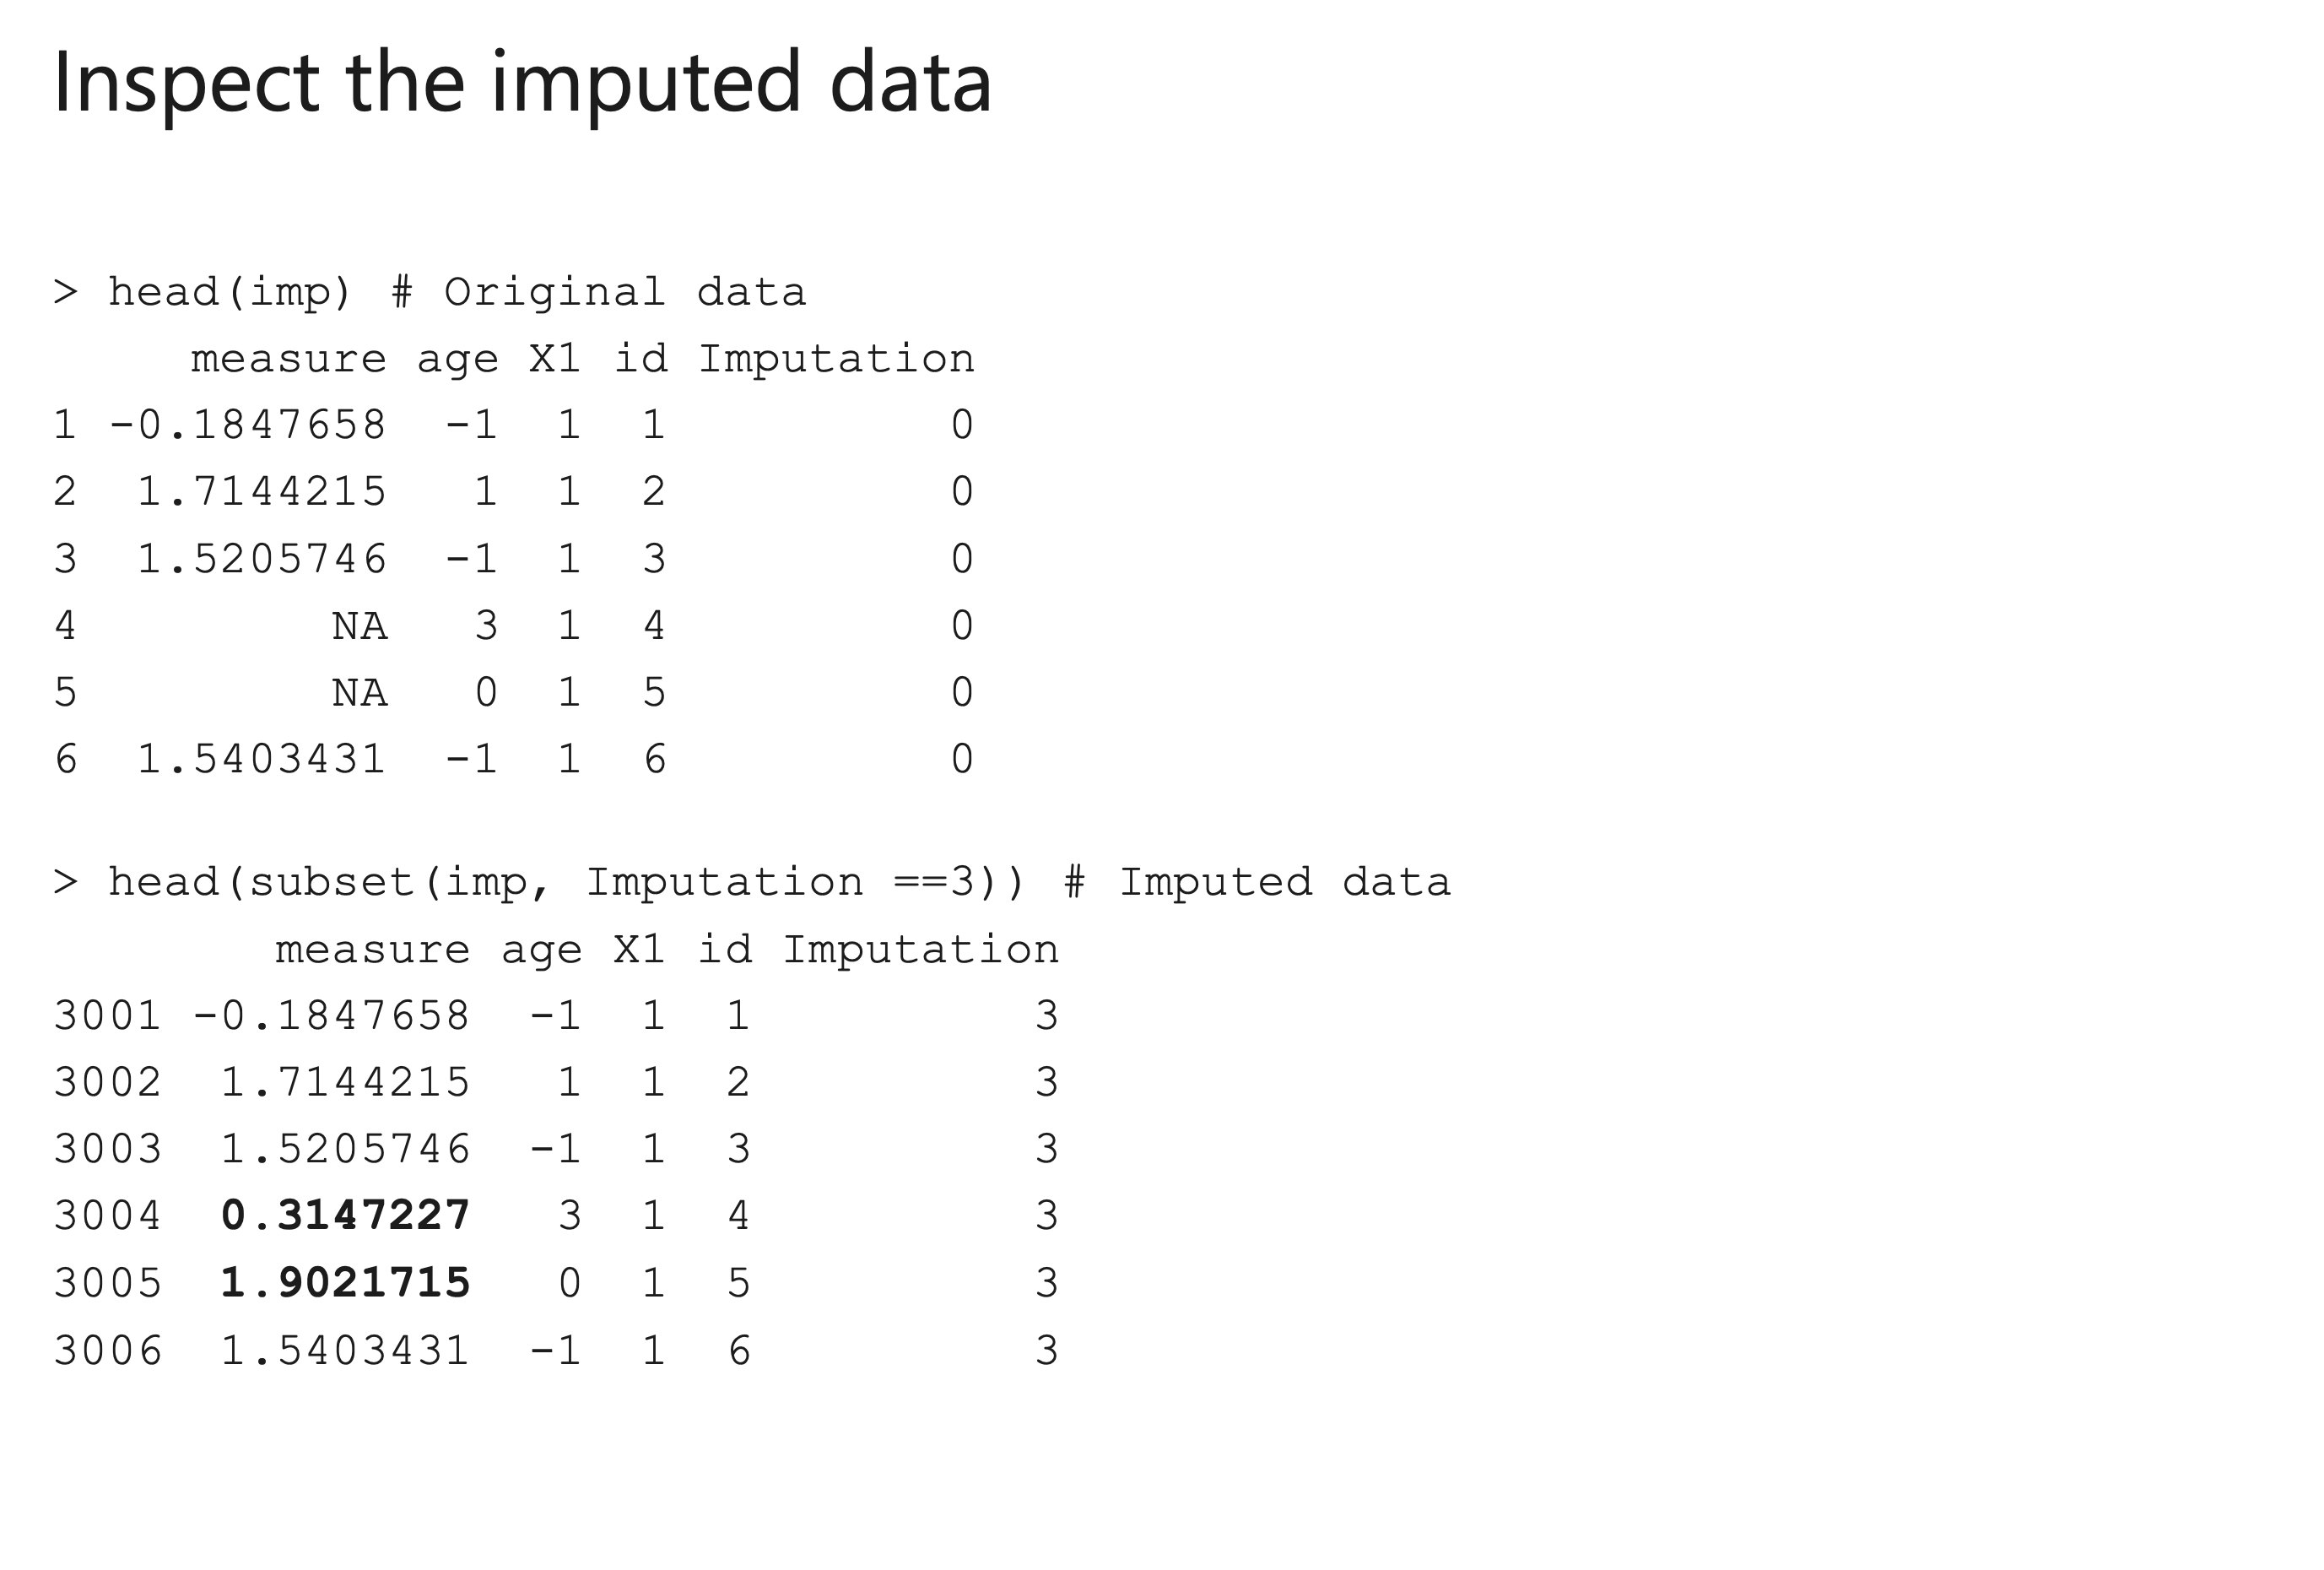 Inspect the imputed data
> head(imp) # Original data
measure age X1 id Imputation
1 -0.1847658 -1 1 1 0
2 1.7144215 1 1 2 0
3 1.5205746 -1 1 3 0
4 NA 3 1 4 0
5 NA 0 1 5 0
6 1.5403431 -1 1 6 0
> head(subset(imp, Imputation ==3)) # Imputed data
measure age X1 id Imputation
3001 -0.1847658 -1 1 1 3
3002 1.7144215 1 1 2 3
3003 1.5205746 -1 1 3 3
3004 0.3147227 3 1 4 3
3005 1.9021715 0 1 5 3
3006 1.5403431 -1 1 6 3